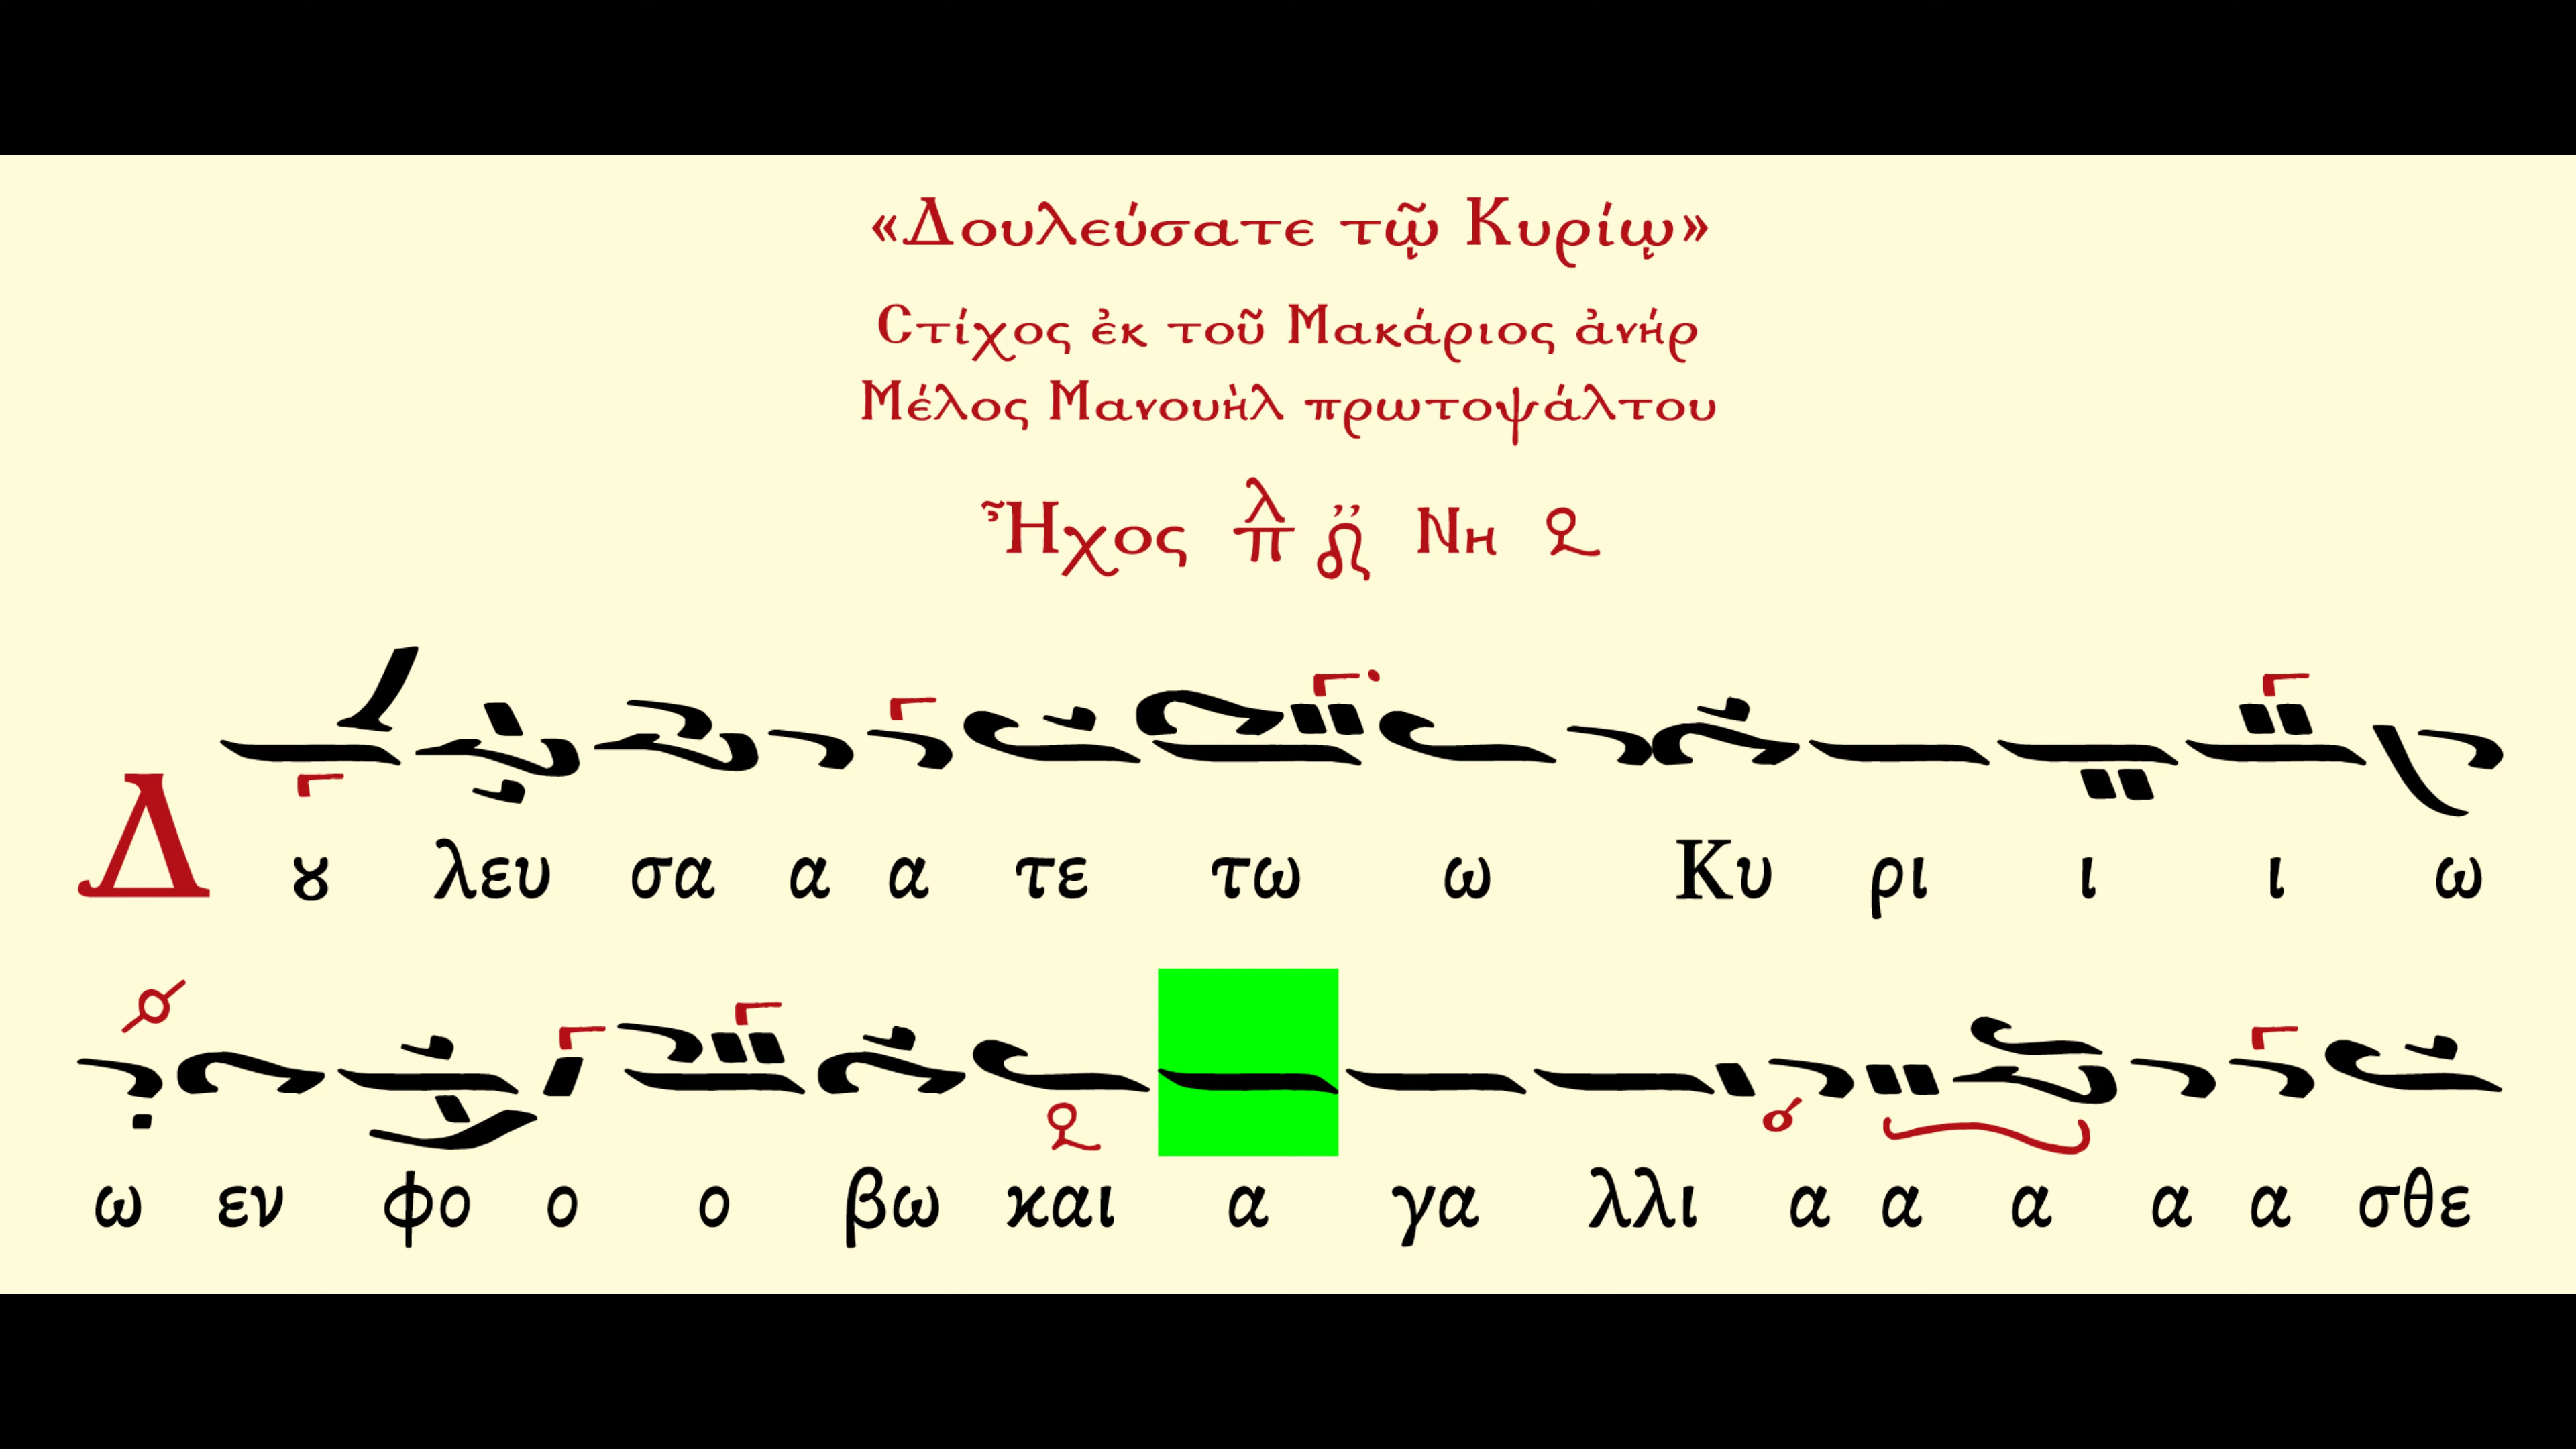 «Δουλεύσατε τῷ Κυρίῳ»
Στίχος ἐκ τοῦ Μακάριος ἀνήρ
Μέλος Μανουὴλ πρωτοψάλτου
Ἦχος λ π Νη
Δ ȣ λευ σα α α τε τω ω Κυ ρι ι ι ω
ω εν φο ο ο βω και α γα λλι α α α α α σθε